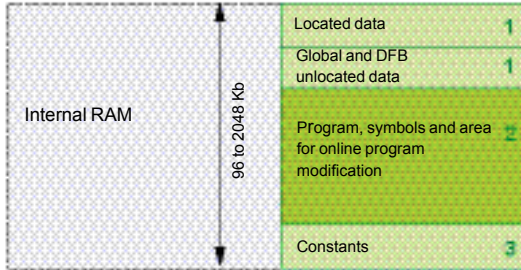 Located data 1
Global and DFB
unlocated data 1
Internal RAM
96 to 2048 Kb
Program, symbols and area 2
for online program
modification
Constants 3